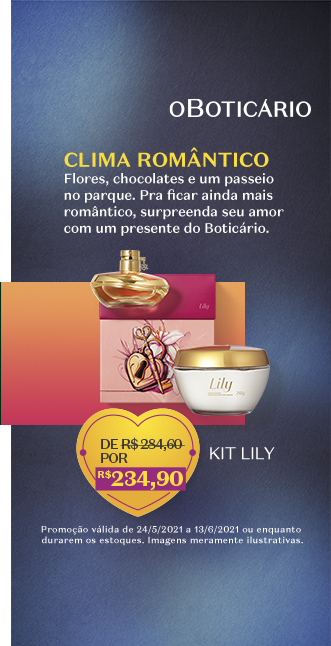 oBoticário
CLIMA ROMÂNTICO
Flores, chocolates e um passeio
no parque. Pra ficar ainda mais
romântico, surpreenda seu amor
com um presente do Boticário.
Lily
Lily
DE R$ 284,60
POR
R$234,90
KIT LILY
Promoção válida de 24/5/2021 a 13/6/2021 ou enquanto
durarem os estoques. Imagens meramente ilustrativas.